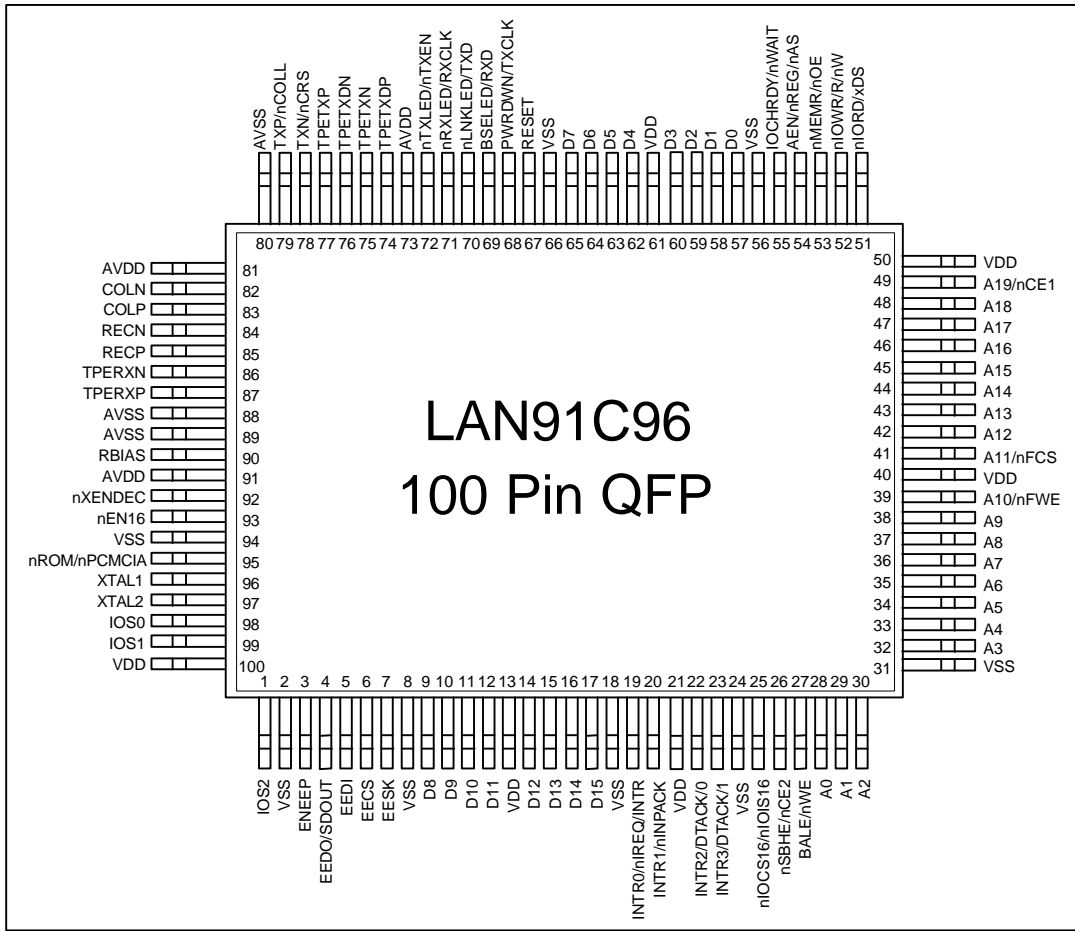 AVSS
TXP/nCOLL
TXN/nCRS
TPETXP
TPETXDN
TPETXN
TPETXDP
AVDD
nTXLED/nTXEN
nRXLED/RXCLK
nLNKLED/TXD
BSELED/RXD
PWRDWN/TXCLK
RESET
VSS
D7
D6
D5
D4
VDD
D3
D2
D1
D0
VSS
IOCHRDY/nWAIT
AEN/nREG/nAS
nMEMR/nOE
nIOWR/R/nW
nIORD/xDS
80 79 78 77 76 75 74 73 72 71 70 69 68 67 66 65 64 63 62 61 60 59 58 57 56 55 54 53 52 51
AVDD 81
COLN 82
COLP 83
RECN 84
RECP 85
TPERXN 86
TPERXP 87
AVSS 88
AVSS 89
RBIAS 90
AVDD 91
nXENDEC 92
nEN16 93
VSS 94
nROM/nPCMCIA 95
XTAL1 96
XTAL2 97
IOS0 98
IOS1 99
VDD 100
LAN91C96
100 Pin QFP
50 VDD
49 A19/nCE1
48 A18
47 A17
46 A16
45 A15
44 A14
43 A13
42 A12
41 A11/nFCS
40 VDD
39 A10/nFWE
38 A9
37 A8
36 A7
35 A6
34 A5
33 A4
32 A3
31 VSS
1 2 3 4 5 6 7 8 9 10 11 12 13 14 15 16 17 18 19 20 21 22 23 24 25 26 27 28 29 30
IOS2
VSS
ENEEP
EEDO/SDOUT
EEDI
EECS
EESK
VSS
D8
D9
D10
D11
VDD
D12
D13
D14
D15
VSS
INTR0/nIREQ/INTR
INTR1/nINPACK
VDD
INTR2/DTACK/0
INTR3/DTACK/1
VSS
nIOCS16/nIOIS16
nSBHE/nCE2
BALE/nWE
A0
A1
A2